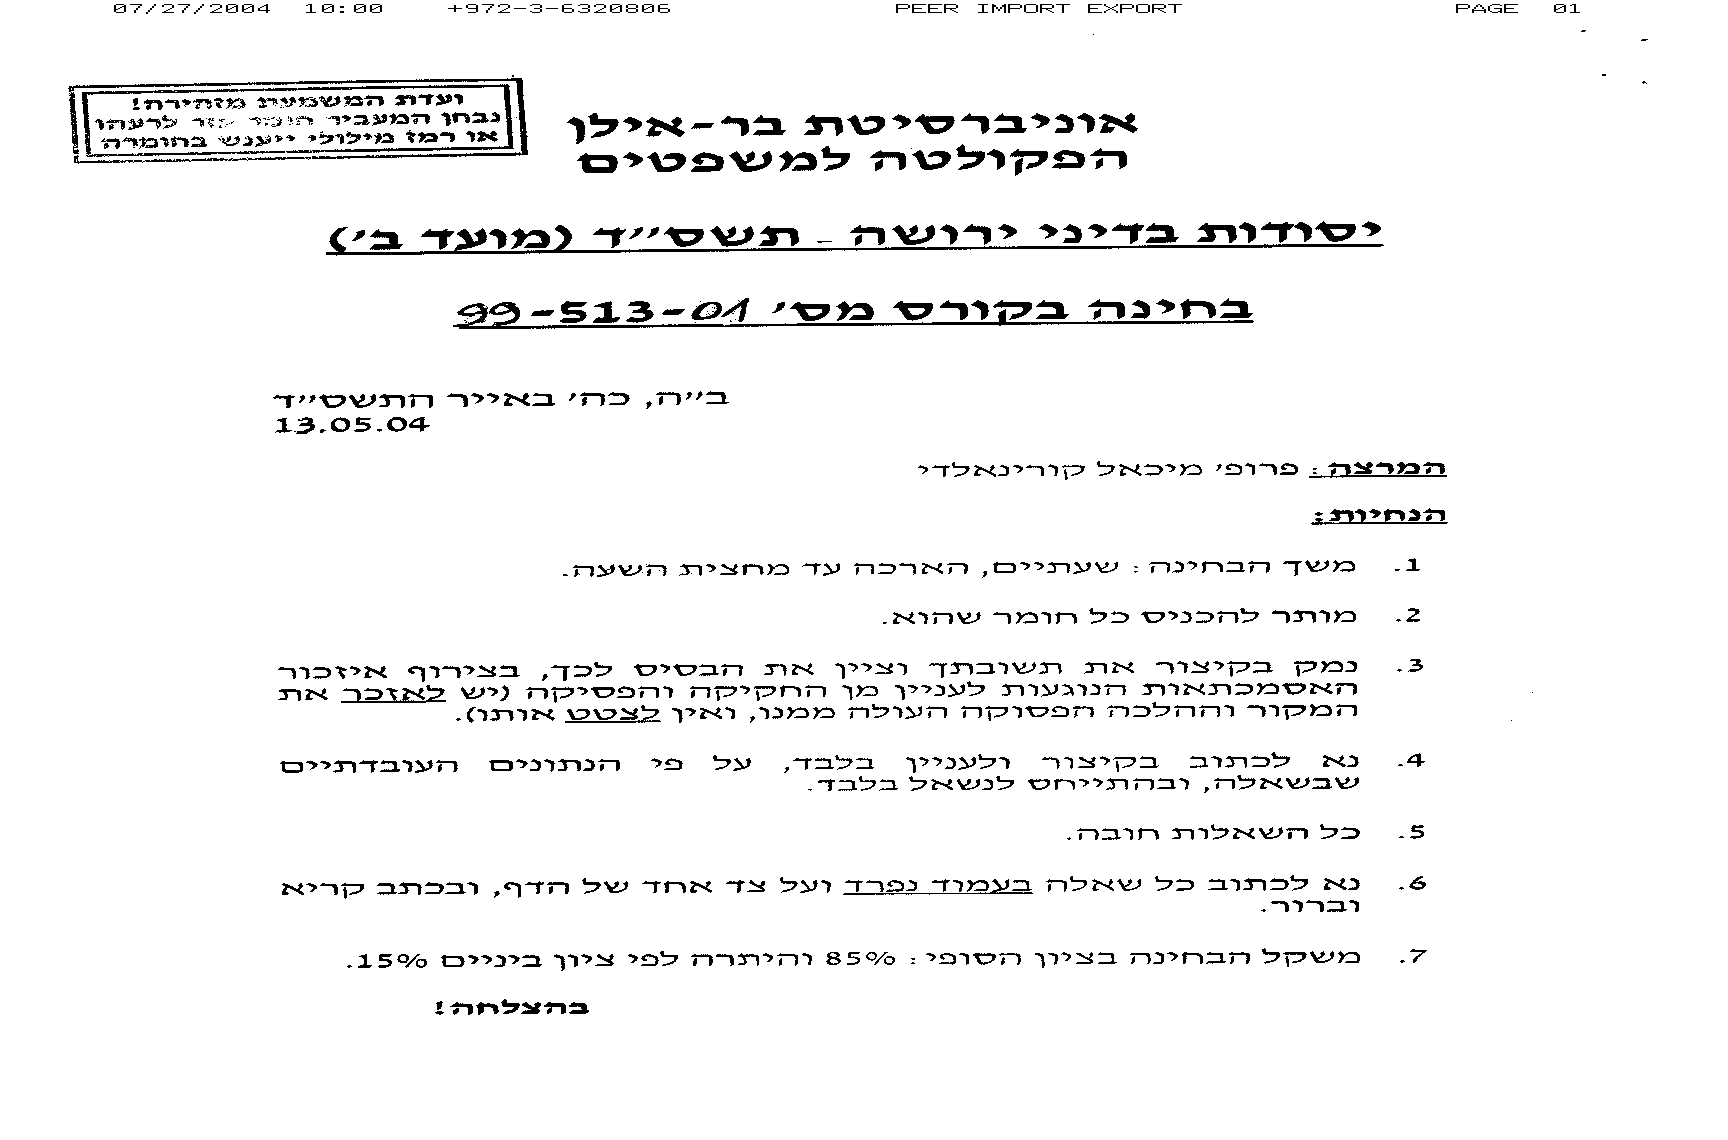 07/27/2004 10:00 +972-3-6320806 PEER IMPORT EXPORT PAGE 01
ועדת המשמעת מזהירה!
נבחן המעביר חומר עזר לרעהו
או רמז מילולי ייענש בחומרה
אוניברסיטת בר-אילן
הפקולטה למשפטים
יסודות בדיני ירושה - תשס״ד (מועד ב׳)
בחינה בקורס מס׳ 99-513-01
ב״ה, כה׳ באייר התשס״ד
13.05.04
המרצה: פרופ׳ מיכאל קורינאלדי
הנחיות:
1. משך הבחינה: שעתיים, הארכה עד מחצית השעה.
2. מותר להכניס כל חומר שהוא.
3. נמק בקיצור את תשובתך וציין את הבסיס לכך, בצירוף איזכור
האסמכתאות הנוגעות לעניין מן החקיקה והפסיקה (יש לאזכר את
המקור וההלכה הפסוקה העולה ממנו, ואין לצטט אותו).
4. נא לכתוב בקיצור ולעניין בלבד, על פי הנתונים העובדתיים
שבשאלה, ובהתייחס לנשאל בלבד.
5. כל השאלות חובה.
6. נא לכתוב כל שאלה בעמוד נפרד ועל צד אחד של הדף, ובכתב קריא
וברור.
7. משקל הבחינה בציון הסופי: 85% והיתרה לפי ציון ביניים 15%.
בהצלחה!